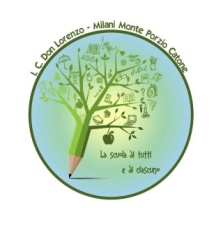 I. C. Don Lorenzo - Milani Monte Porzio Catone
La scuola di tutti
e di ciascuno